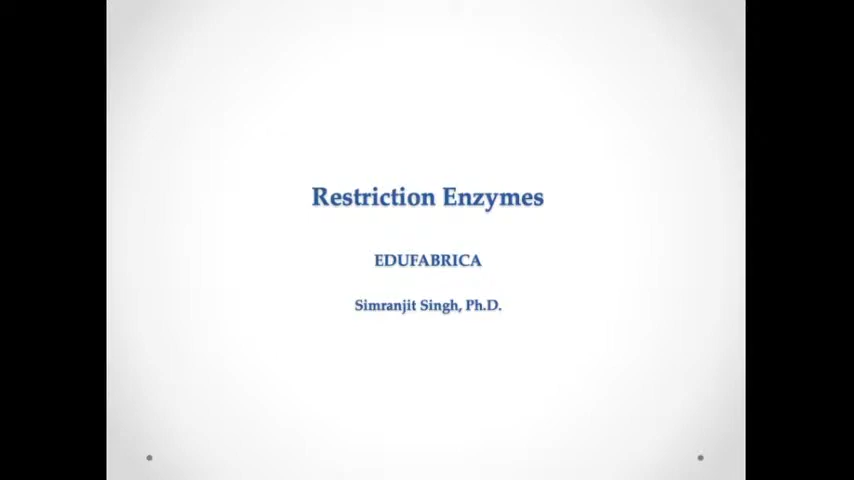 Restriction Enzymes
EDUFABRICA
Simranjit Singh, Ph.D.